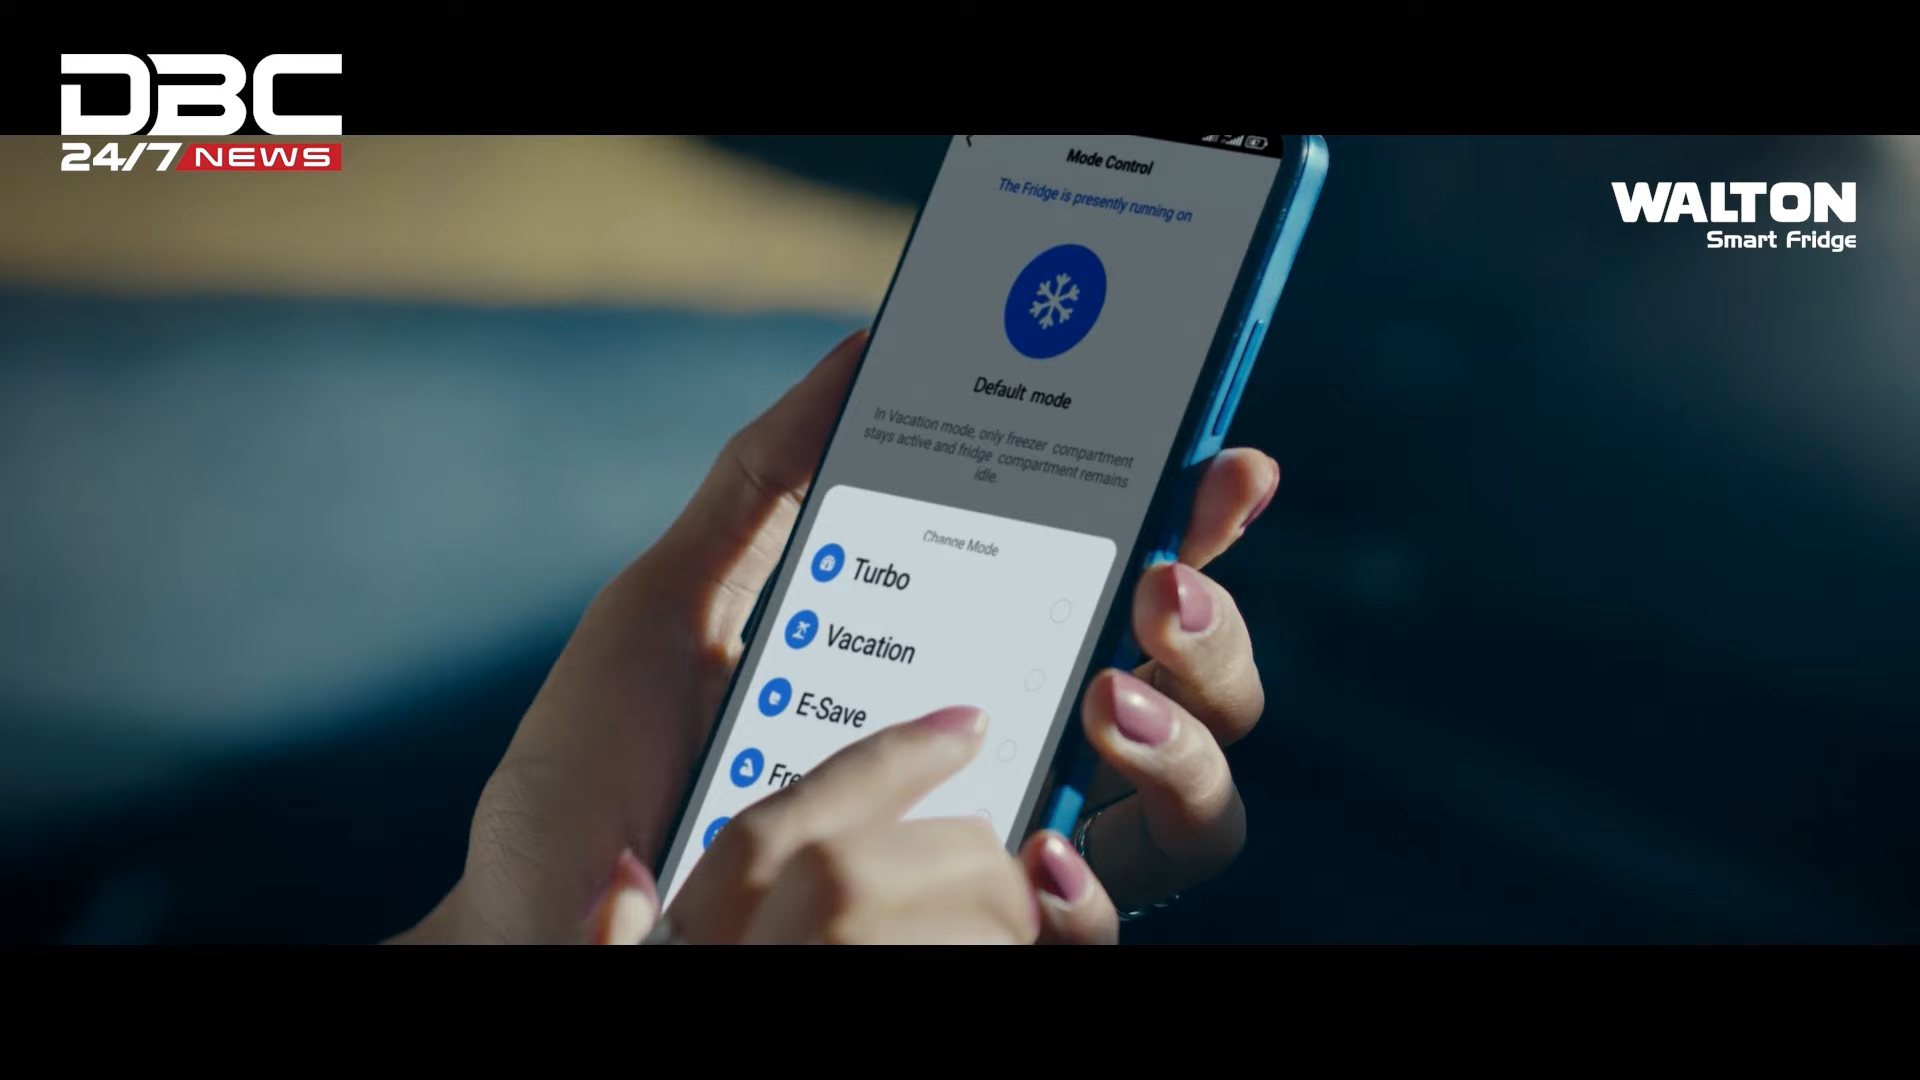 DBC
24/7 NEWS
WALTON
Smart Fridge
Mode Control
The Fridge is presently running on
Default mode
In Vacation mode, only freezer compartment
stays active and fridge compartment remains
idle.
Change Mode
Turbo
Vacation
E-Save
Fre